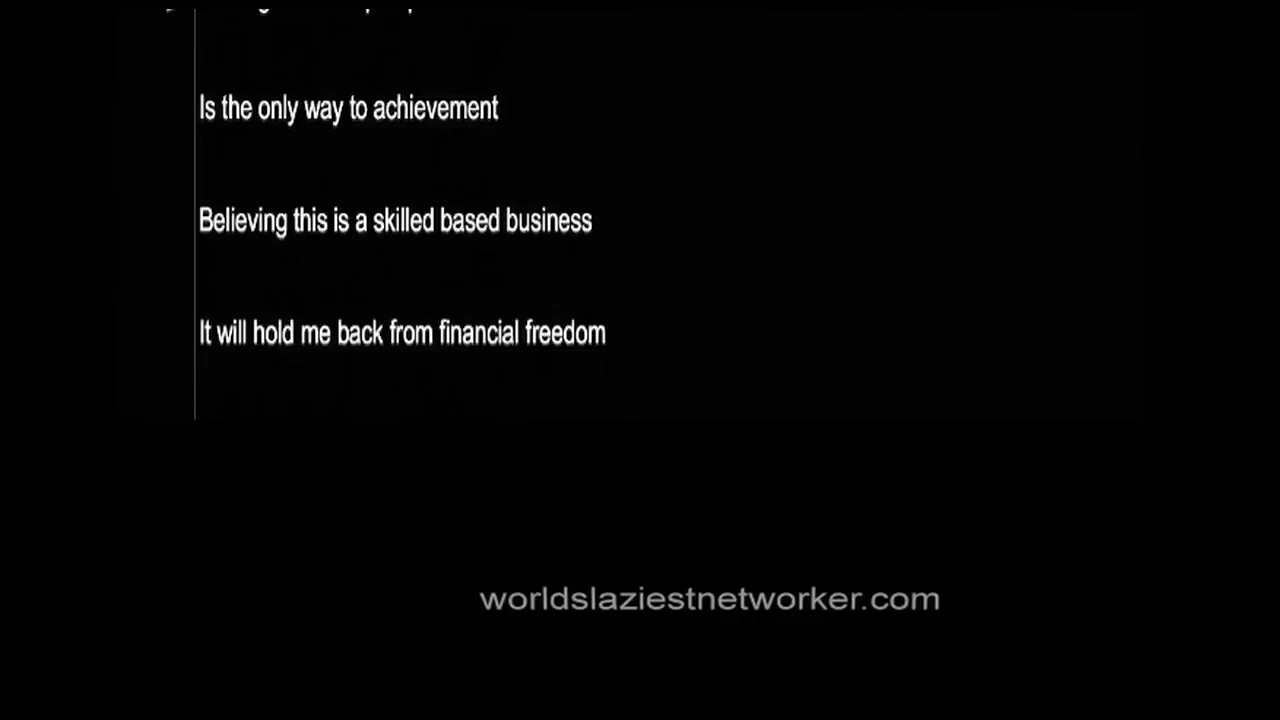 Is the only way to achievement
Believing this is a skilled based business
It will hold me back from financial freedom
worldslaziestnetworker.com